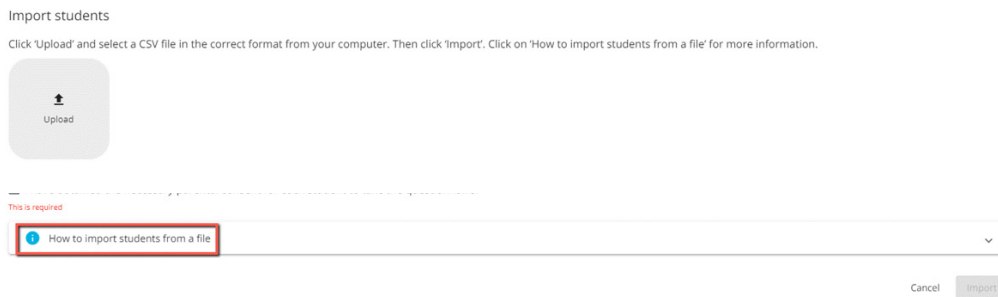 Import students
Click ‘Upload’ and select a CSV file in the correct format from your computer. Then click ‘Import’. Click on ‘How to import students from a file’ for more information.
Upload
This is required
How to import students from a file
Cancel Import